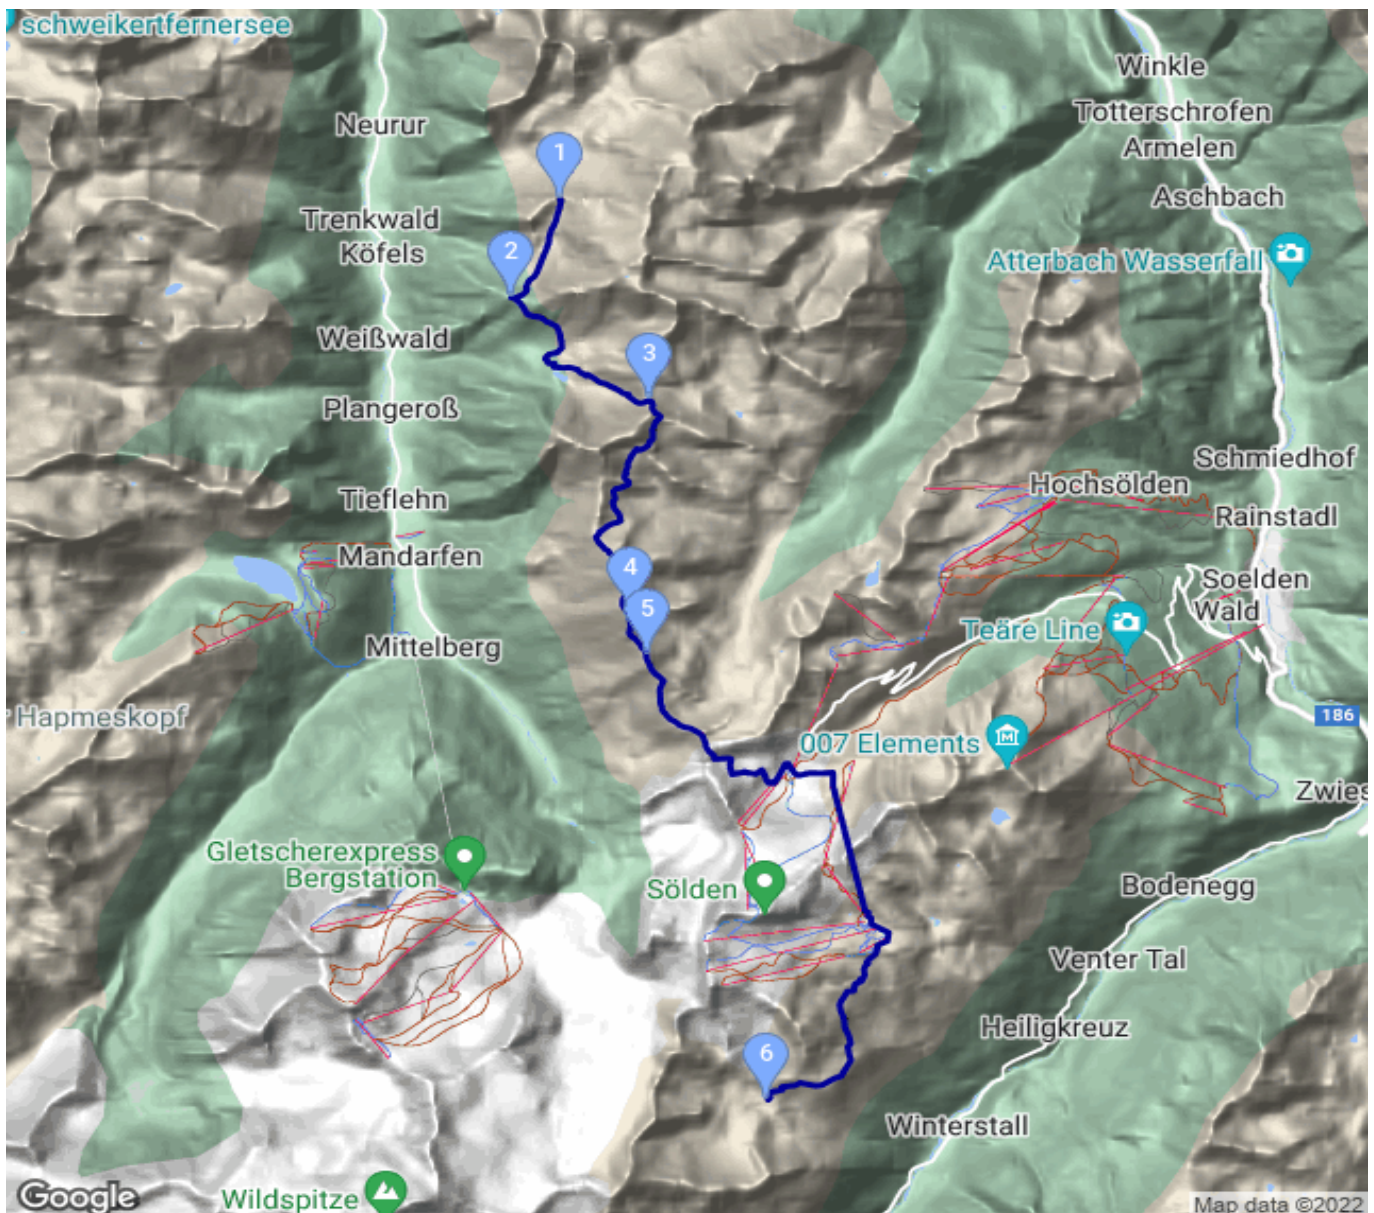 schweikertfernersee
Winkle
Totterschrofen
Neurur
Armelen
1
Aschbach
Trenkwald
Köfels
2
Atterbach Wasserfall
Weißwald
3
Plangeroß
Schmiedhof
Hochsölden
Tieflehn
Rainstadl
Mandarfen
4
Soelden
5
Wald
Teäre Line
Mittelberg
r Hapmeskopf
186
007 Elements
Zwies
Gletscherexpress
Bergstation
Sölden
Bodenegg
Venter Tal
Heiligkreuz
6
Winterstall
Google
Wildspitze
Map data ©2022